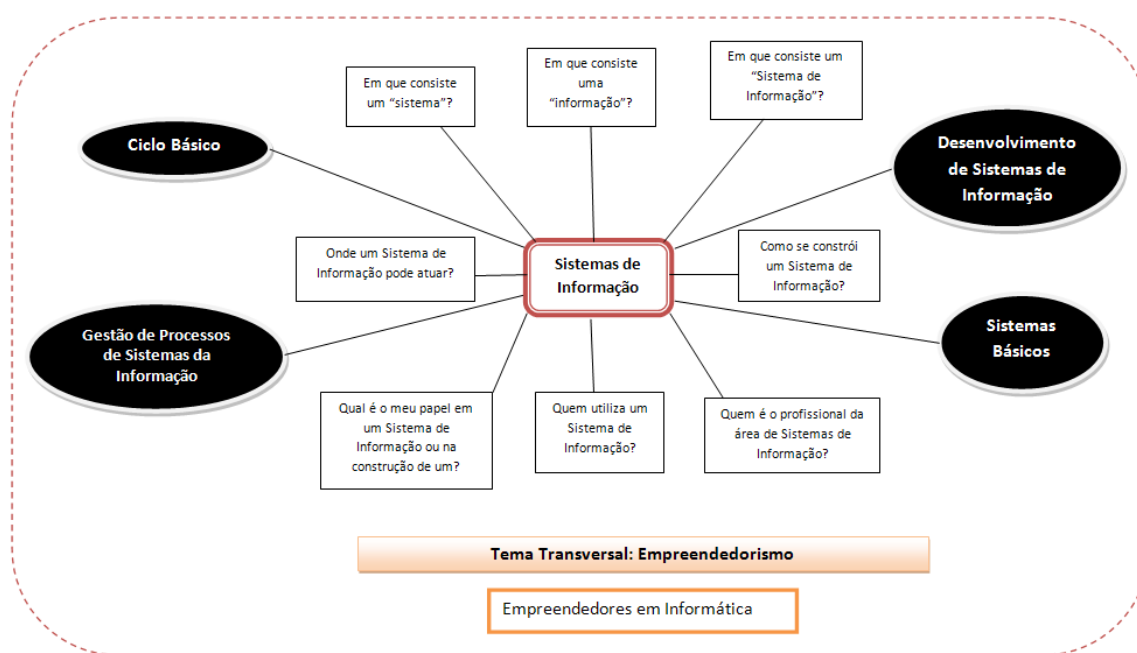 Em que consiste
um “sistema”?
Em que consiste
uma
“informação”?
Em que consiste um
“Sistema de
Informação”?
Ciclo Básico
Desenvolvimento
de Sistemas de
Informação
Onde um Sistema de
Informação pode atuar?
Sistemas de
Informação
Como se constrói
um Sistema de
Informação?
Gestão de Processos
de Sistemas da
Informação
Sistemas
Básicos
Qual é o meu papel em
um Sistema de
Informação ou na
construção de um?
Quem utiliza um
Sistema de
Informação?
Quem é o profissional da
área de Sistemas de
Informação?
Tema Transversal: Empreendedorismo
Empreendedores em Informática